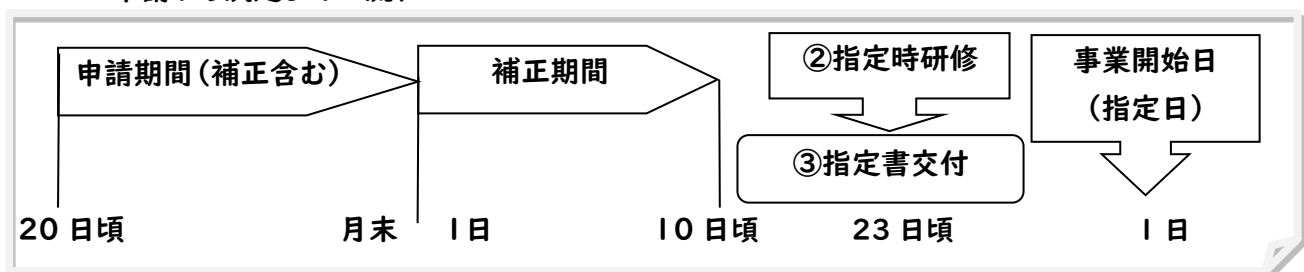 申請期間(補正含む)
補正期間
②指定時研修
③指定書交付
事業開始日
(指定日)
20日頃
月末
1日
10日頃
23日頃
1日